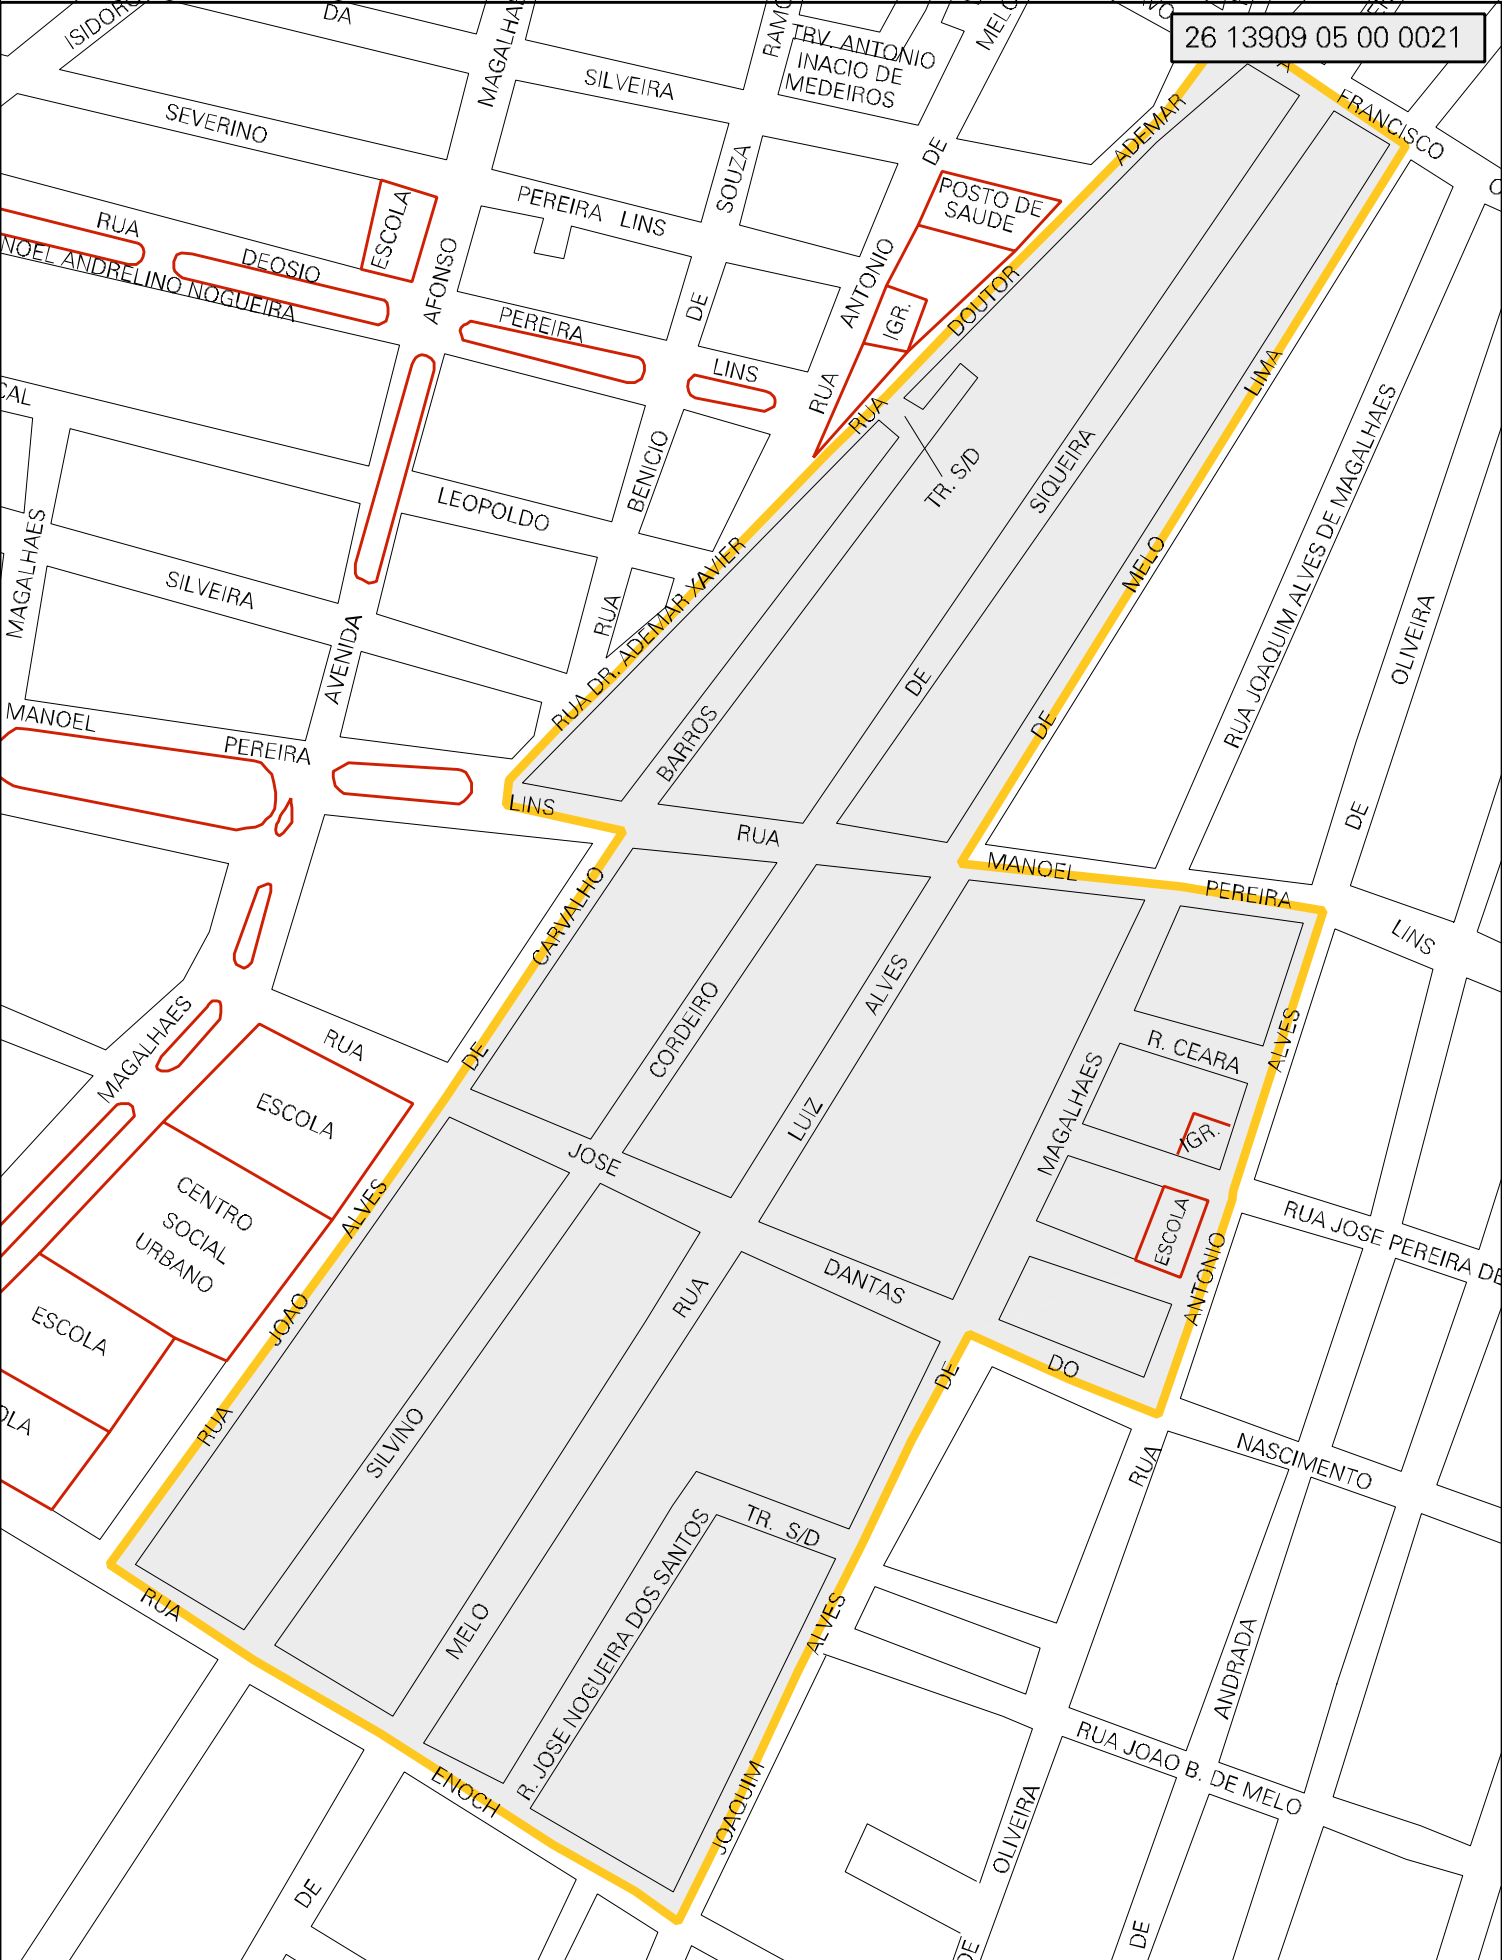 26 13909 05 00 0021
DA
MAGALHAES
TRV. ANTONIO
INACIO DE
MEDEIROS
SILVEIRA
SEVERINO
FRANCISCO
ADEMAR
DE
SOUZA
PEREIRA LINS
POSTO DE
SAUDE
ESCOLA
RUA
DEOSIO
NOEL ANDRELINO NOGUEIRA
AFONSO
ANTONIO
DOUTOR
IGR.
PEREIRA
DE
LINS
RUA
RUA
LIMA
BENICIO
TR. S/D
SIQUEIRA
RUA JOAQUIM ALVES DE MAGALHAES
LEOPOLDO
MAGALHAES
SILVEIRA
RUA
RUA DR. ADEMAR XAVIER
MELO
OLIVEIRA
AVENIDA
DE
MANOEL
PEREIRA
BARROS
DE
LINS
RUA
DE
MANOEL
PEREIRA
LINS
CARVALHO
CORDEIRO
ALVES
MAGALHAES
RUA
DE
R. CEARA
ALVES
ESCOLA
LUIZ
MAGALHAES
IGR.
JOSE
CENTRO
SOCIAL
URBANO
ALVES
ESCOLA
RUA JOSE PEREIRA DE
ANTONIO
DANTAS
RUA
JOAO
ESCOLA
DE
DO
RUA
SILVINO
RUA
NASCIMENTO
TR. S/D
R. JOSE NOGUEIRA DOS SANTOS
RUA
MELO
ALVES
ANDRADA
RUA JOAO B. DE MELO
ENOCH
JOAQUIM
OLIVEIRA
DE
DE
DE